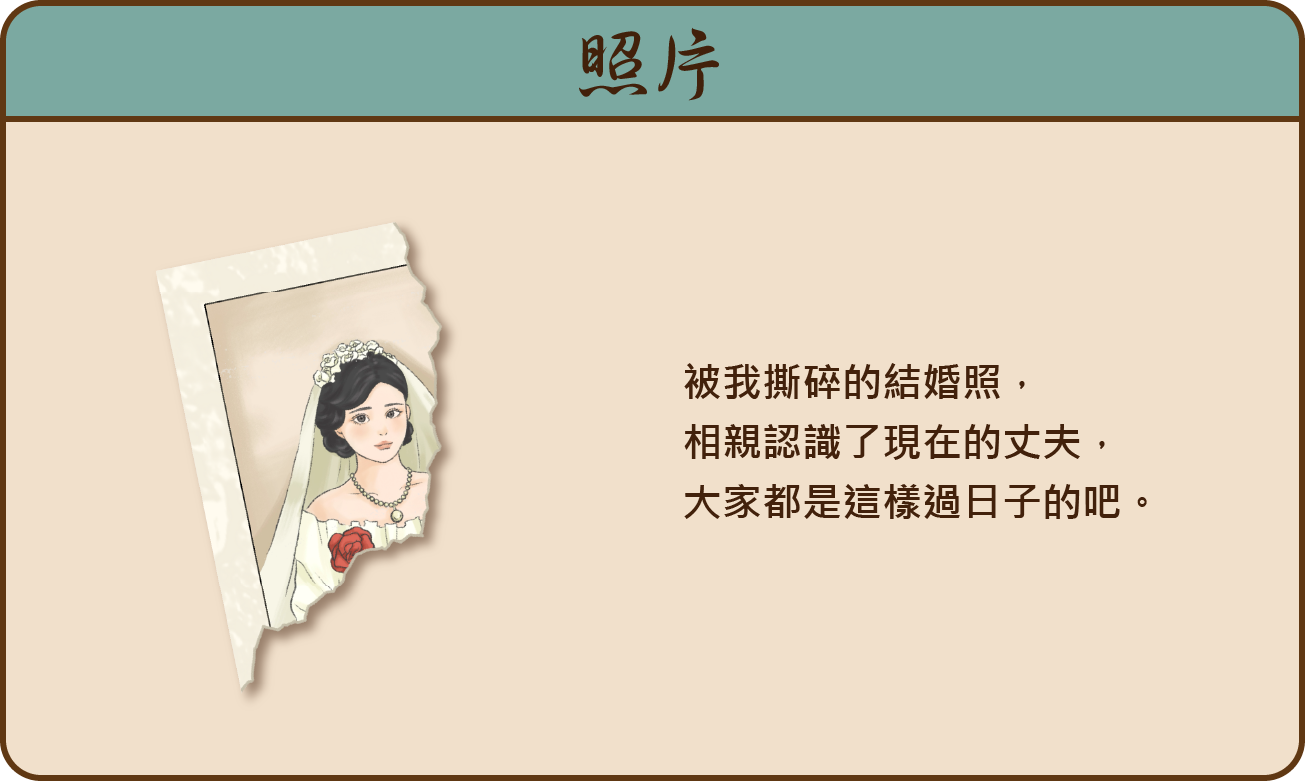 照片
被我撕碎的結婚照，
相親認識了現在的丈夫，
大家都是這樣過日子的吧。